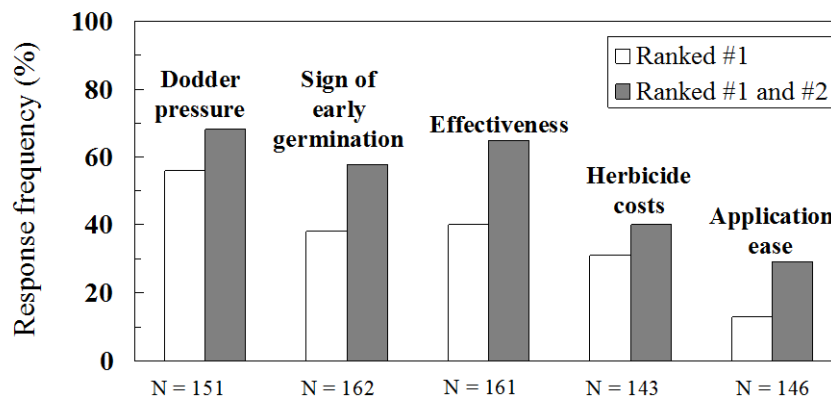 100
80
60
40
20
0
Response frequency (%)
Ranked #1
Ranked #1 and #2
Dodder
pressure
Sign of
early
germination
Effectiveness
Herbicide
costs
Application
ease
N = 151
N = 162
N = 161
N = 143
N = 146